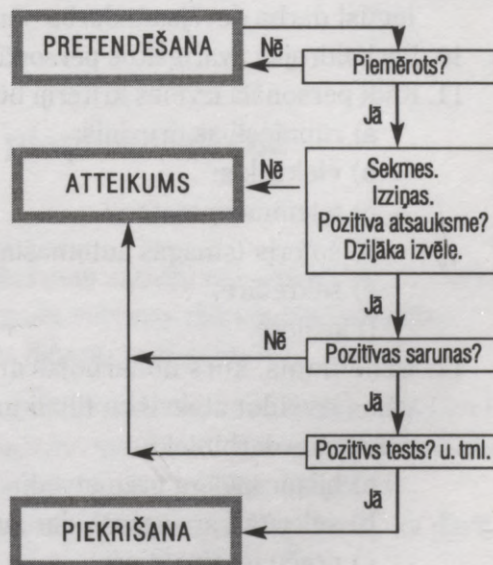 PRETENDĒŠANA
Nē
Piemērots?
Jā
ATTEIKUMS
Nē
Sekmes.
Izziņas.
Pozitīva atsauksme?
Dziļāka izvēle.
Jā
Nē
Pozitīvas sarunas?
Jā
Pozitīvs tests? u. tml.
Jā
PIEKRIŠANA